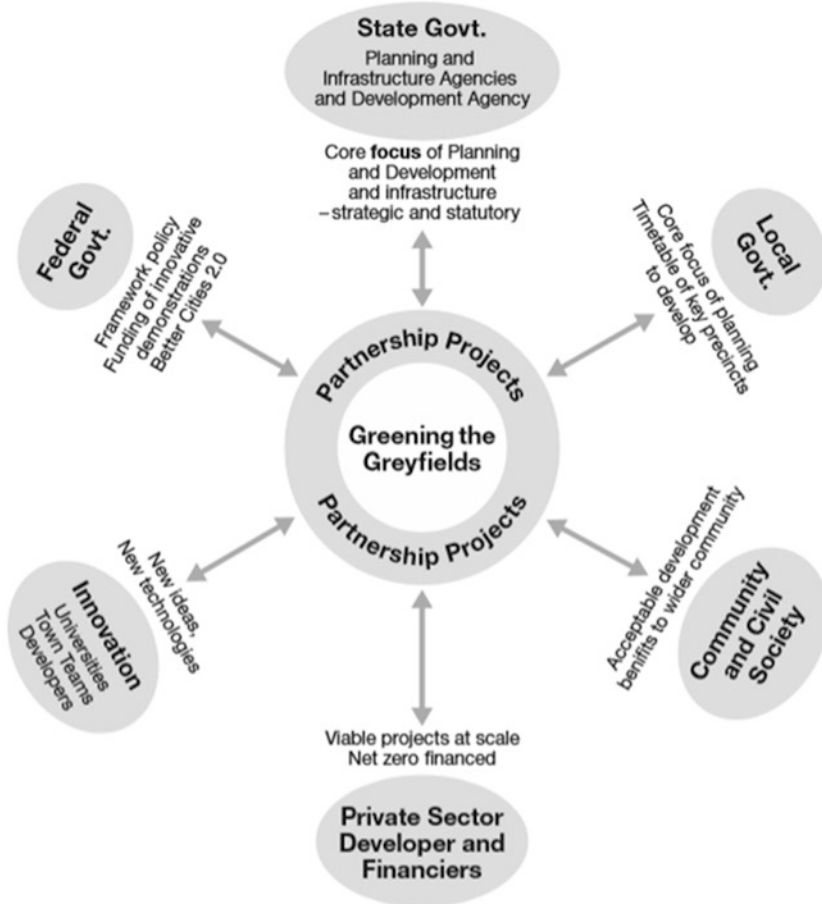 State Govt.
Planning and
Infrastructure Agencies
and Development Agency
Core focus of Planning
and Development
and infrastructure
–strategic and statutory
Federal
Govt.
Framework policy
Funding of innovative
demonstrations
Better Cities 2.0
Local
Govt.
Core focus of planning
Timetable of key precincts
to develop
Partnership Projects
Greening the
Greyfields
Partnership Projects
Innovation
Universities
Town Teams
Developers
New ideas,
New technologies
Acceptable development
benifits to wider community
Community
and Civil
Society
Viable projects at scale
Net zero financed
Private Sector
Developer and
Financiers